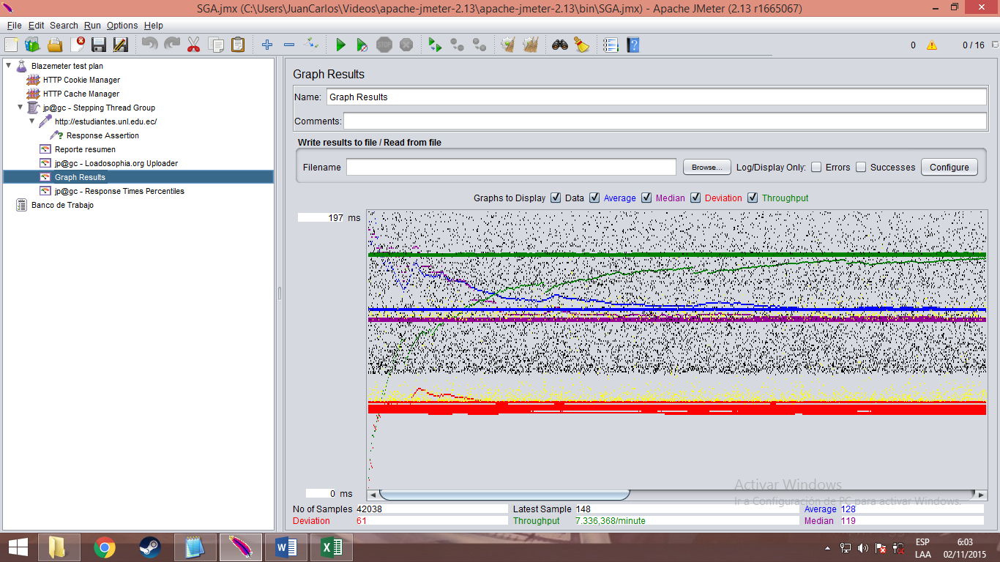 SGA.jmx (C:\Users\JuanCarlos\Videos\apache-jmeter-2.13\apache-jmeter-2.13\bin\SGA.jmx) - Apache JMeter (2.13 r1665067)
File Edit Search Run Options Help
STOP
0 0 / 16
Blazemeter test plan
HTTP Cookie Manager
HTTP Cache Manager
jp@gc - Stepping Thread Group
http://estudiantes.unl.edu.ec/
Response Assertion
Reporte resumen
jp@gc - Loadosophia.org Uploader
Graph Results
jp@gc - Response Times Percentiles
Banco de Trabajo
Graph Results
Name: Graph Results
Comments:
Write results to file / Read from file
Filename Browse... Log/Display Only: Errors Successes Configure
Graphs to Display Data Average Median Deviation Throughput
197 ms
0 ms
Activar Windows
Ir a Configuración de PC para activar Windows.
No of Samples 42038 Latest Sample 148 Average 128
Deviation 61 Throughput 7.336,368/minute Median 119
ESP 6:03
LAA 02/11/2015